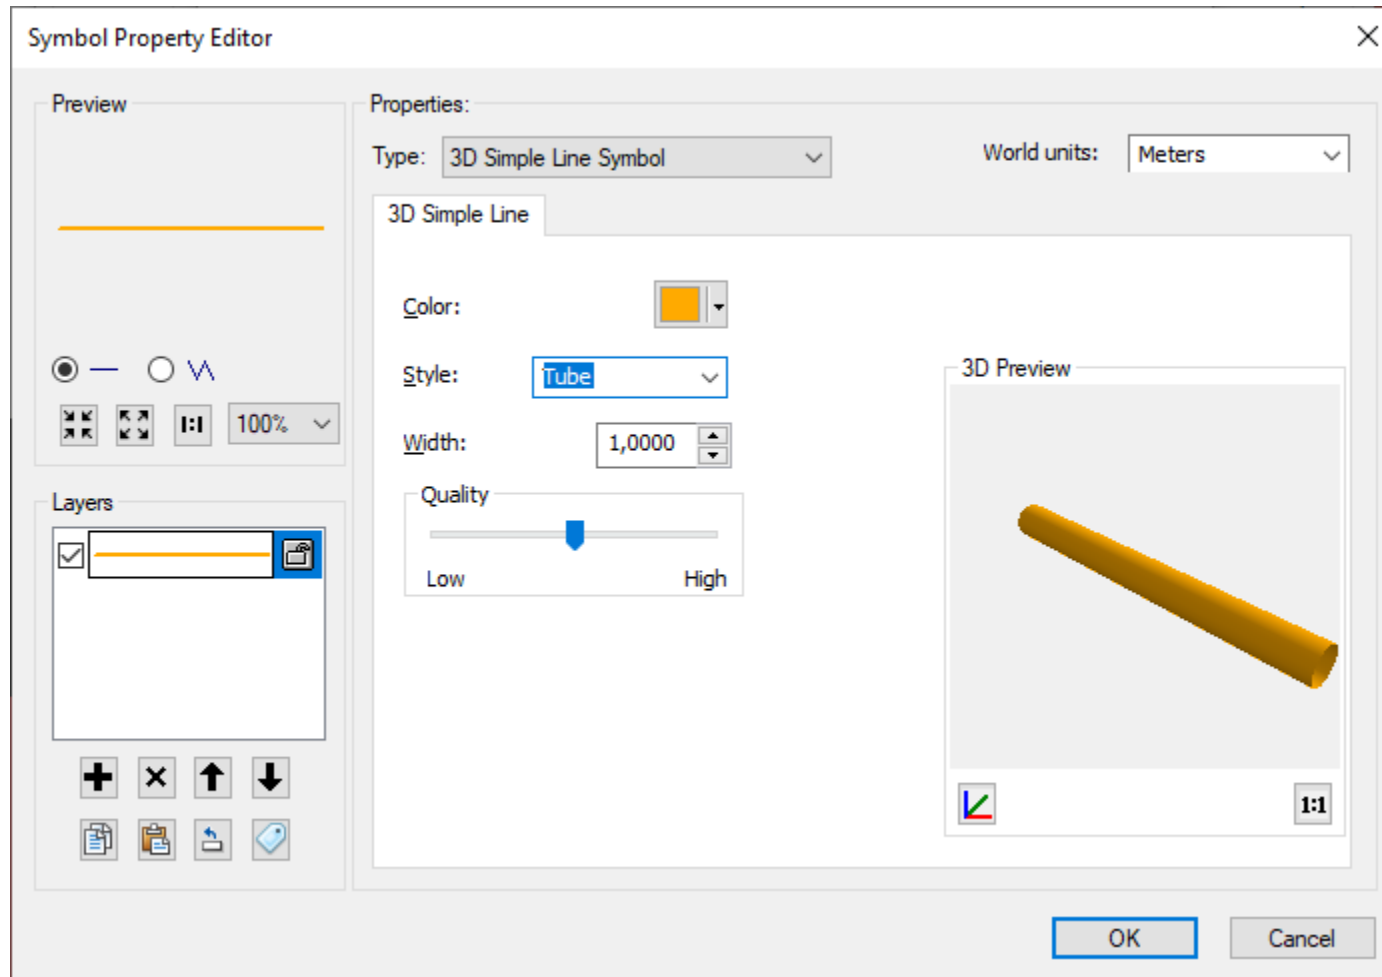 Symbol Property Editor
Preview
100%
Layers
Properties:
Type: 3D Simple Line Symbol World units: Meters
3D Simple Line
Color:
Style: Tube
Width: 1,0000
Quality
Low High
3D Preview
1:1
OK Cancel